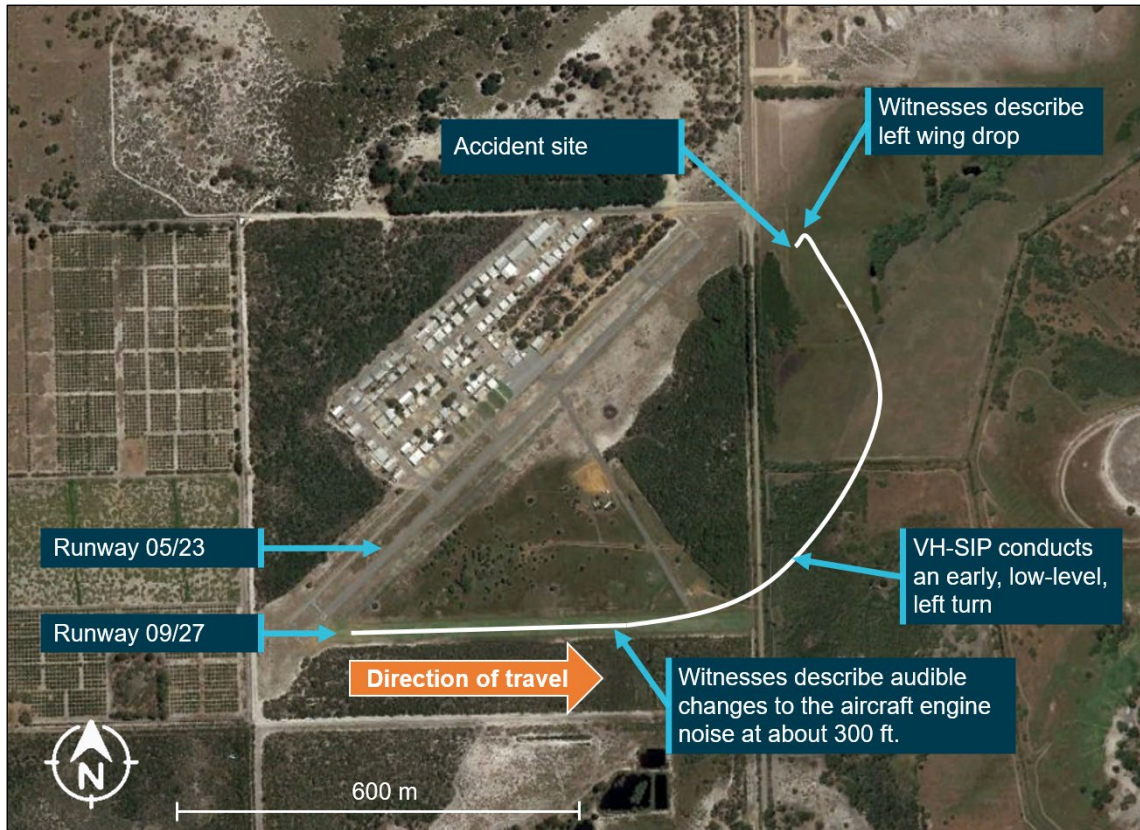 Witnesses describe
left wing drop
Accident site
Runway 05/23
VH-SIP conducts
an early, low-level,
left turn
Runway 09/27
Direction of travel
Witnesses describe audible
changes to the aircraft engine
noise at about 300 ft.
N
600 m